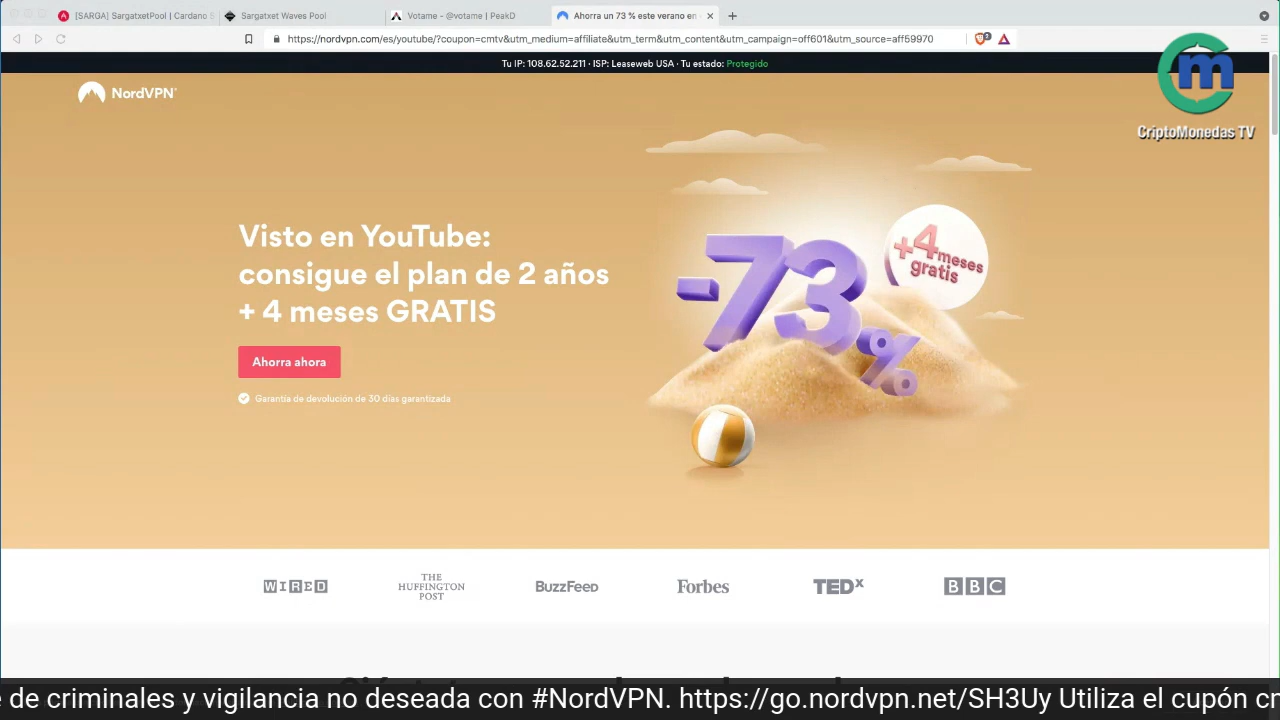 [SARGA] SargatxetPool | Cardano S
Sargatxet Waves Pool
Votame - @votame | PeakD
Ahorra un 73 % este verano en
https://nordvpn.com/es/youtube/?coupon=cmtv&utm_medium=affiliate&utm_term&utm_content&utm_campaign=off601&utm_source=aff59970
Tu IP: 108.62.52.211 · ISP: Leaseweb USA · Tu estado: Protegido
NordVPN®
CriptoMonedas TV
Visto en YouTube:
consigue el plan de 2 años
+ 4 meses GRATIS
Ahorra ahora
Garantía de devolución de 30 días garantizada
-73%
+4 meses
gratis
WIRED
THE
HUFFINGTON
POST
BuzzFeed
Forbes
TEDx
BBC
de criminales y vigilancia no deseada con #NordVPN. https://go.nordvpn.net/SH3Uy Utiliza el cupón